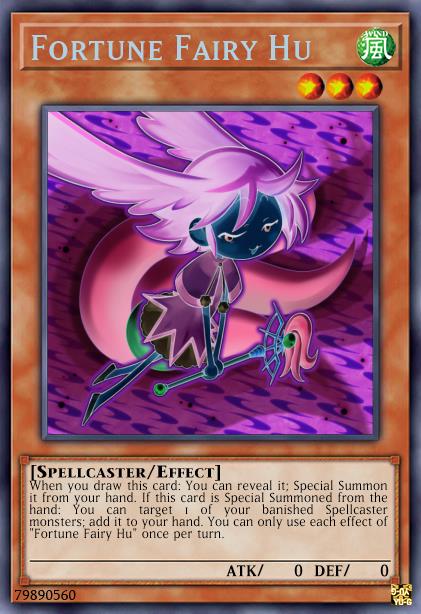 Fortune Fairy Hu
WIND
風
[Spellcaster/Effect]
When you draw this card: You can reveal it; Special Summon
it from your hand. If this card is Special Summoned from the
hand: You can target 1 of your banished Spellcaster
monsters; add it to your hand. You can only use each effect of
"Fortune Fairy Hu" once per turn.
ATK/ 0 DEF/ 0
79890560